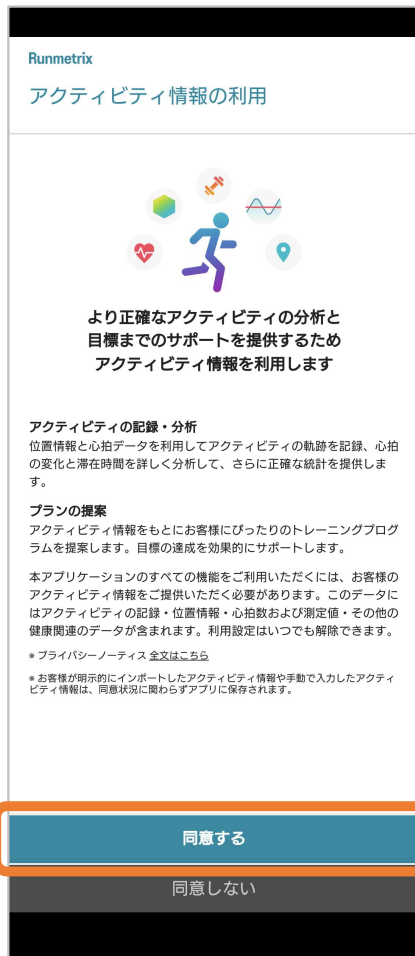 Runmetrix
アクティビティ情報の利用
より正確なアクティビティの分析と
目標までのサポートを提供するため
アクティビティ情報を利用します
アクティビティの記録・分析
位置情報と心拍データを利用してアクティビティの軌跡を記録、心拍
の変化と滞在時間を詳しく分析して、さらに正確な統計を提供しま
す。
プランの提案
アクティビティ情報をもとにお客様にぴったりのトレーニングプログ
ラムを提案します。目標の達成を効果的にサポートします。
本アプリケーションのすべての機能をご利用いただくには、お客様の
アクティビティ情報をご提供いただく必要があります。このデータに
はアクティビティの記録・位置情報・心拍数および測定値・その他の
健康関連のデータが含まれます。利用設定はいつでも解除できます。
* プライバシーノーティス 全文はこちら
* お客様が明示的にインポートしたアクティビティ情報や手動で入力したアクティ
ビティ情報は、同意状況に関わらずアプリに保存されます。
同意する
同意しない